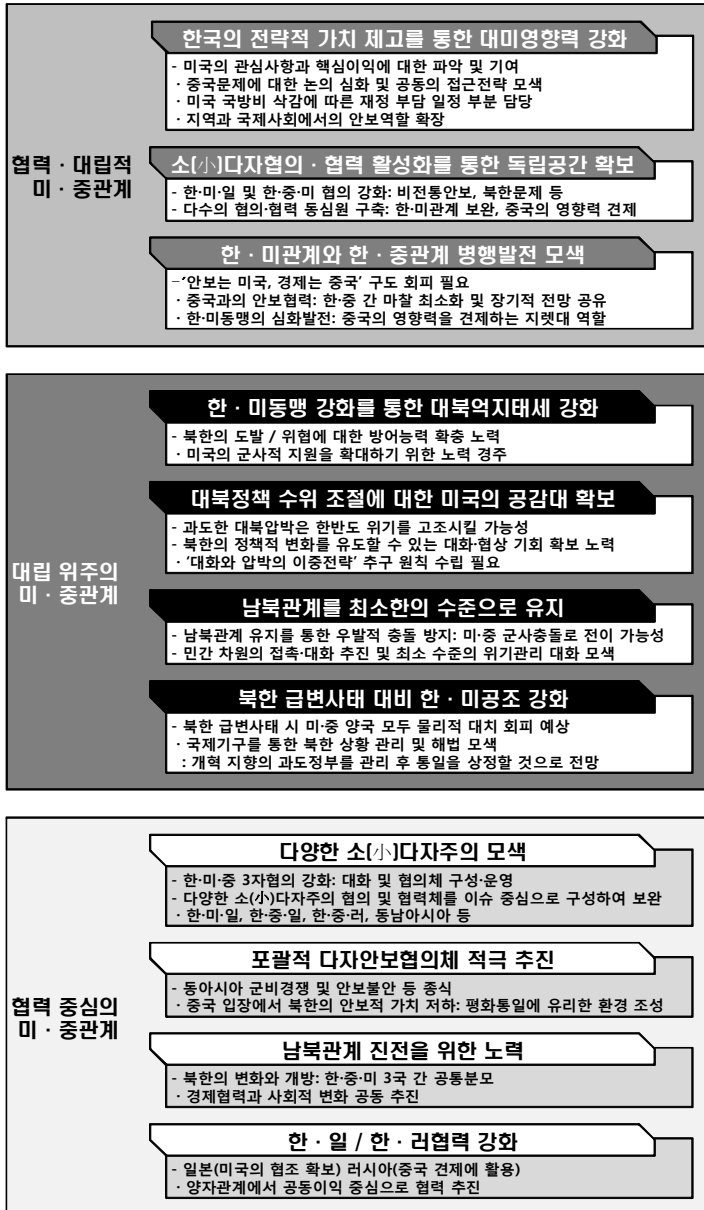 협력 · 대립적
미 · 중관계
한국의 전략적 가치 제고를 통한 대미영향력 강화
- 미국의 관심사항과 핵심이익에 대한 파악 및 기여
· 중국문제에 대한 논의 심화 및 공동의 접근전략 모색
· 미국 국방비 삭감에 따른 재정 부담 일정 부분 담당
· 지역과 국제사회에서의 안보역할 확장
소(小)다자협의 · 협력 활성화를 통한 독립공간 확보
- 한·미·일 및 한·중·미 협의 강화: 비전통안보, 북한문제 등
- 다수의 협의·협력 동심원 구축: 한·미관계 보완, 중국의 영향력 견제
한 · 미관계와 한 · 중관계 병행발전 모색
-‘안보는 미국, 경제는 중국’ 구도 회피 필요
· 중국과의 안보협력: 한·중 간 마찰 최소화 및 장기적 전망 공유
· 한·미동맹의 심화발전: 중국의 영향력을 견제하는 지렛대 역할
대립 위주의
미 · 중관계
한 · 미동맹 강화를 통한 대북억지태세 강화
- 북한의 도발 / 위협에 대한 방어능력 확충 노력
· 미국의 군사적 지원을 확대하기 위한 노력 경주
대북정책 수위 조절에 대한 미국의 공감대 확보
- 과도한 대북압박은 한반도 위기를 고조시킬 가능성
- 북한의 정책적 변화를 유도할 수 있는 대화·협상 기회 확보 노력
· ‘대화와 압박의 이중전략’ 추구 원칙 수립 필요
남북관계를 최소한의 수준으로 유지
- 남북관계 유지를 통한 우발적 충돌 방지: 미·중 군사충돌로 전이 가능성
- 민간 차원의 접촉·대화 추진 및 최소 수준의 위기관리 대화 모색
북한 급변사태 대비 한 · 미공조 강화
- 북한 급변사태 시 미·중 양국 모두 물리적 대치 회피 예상
· 국제기구를 통한 북한 상황 관리 및 해법 모색
: 개혁 지향의 과도정부를 관리 후 통일을 상정할 것으로 전망
협력 중심의
미 · 중관계
다양한 소(小)다자주의 모색
- 한·미·중 3자협의 강화: 대화 및 협의체 구성·운영
- 다양한 소(小)다자주의 협의 및 협력체를 이슈 중심으로 구성하여 보완
· 한·미·일, 한·중·일, 한·중·러, 동남아시아 등
포괄적 다자안보협의체 적극 추진
- 동아시아 군비경쟁 및 안보불안 등 종식
· 중국 입장에서 북한의 안보적 가치 저하: 평화통일에 유리한 환경 조성
남북관계 진전을 위한 노력
- 북한의 변화와 개방: 한·중·미 3국 간 공통분모
· 경제협력과 사회적 변화 공동 추진
한 · 일 / 한 · 러협력 강화
- 일본(미국의 협조 확보) 러시아(중국 견제에 활용)
· 양자관계에서 공동이익 중심으로 협력 추진